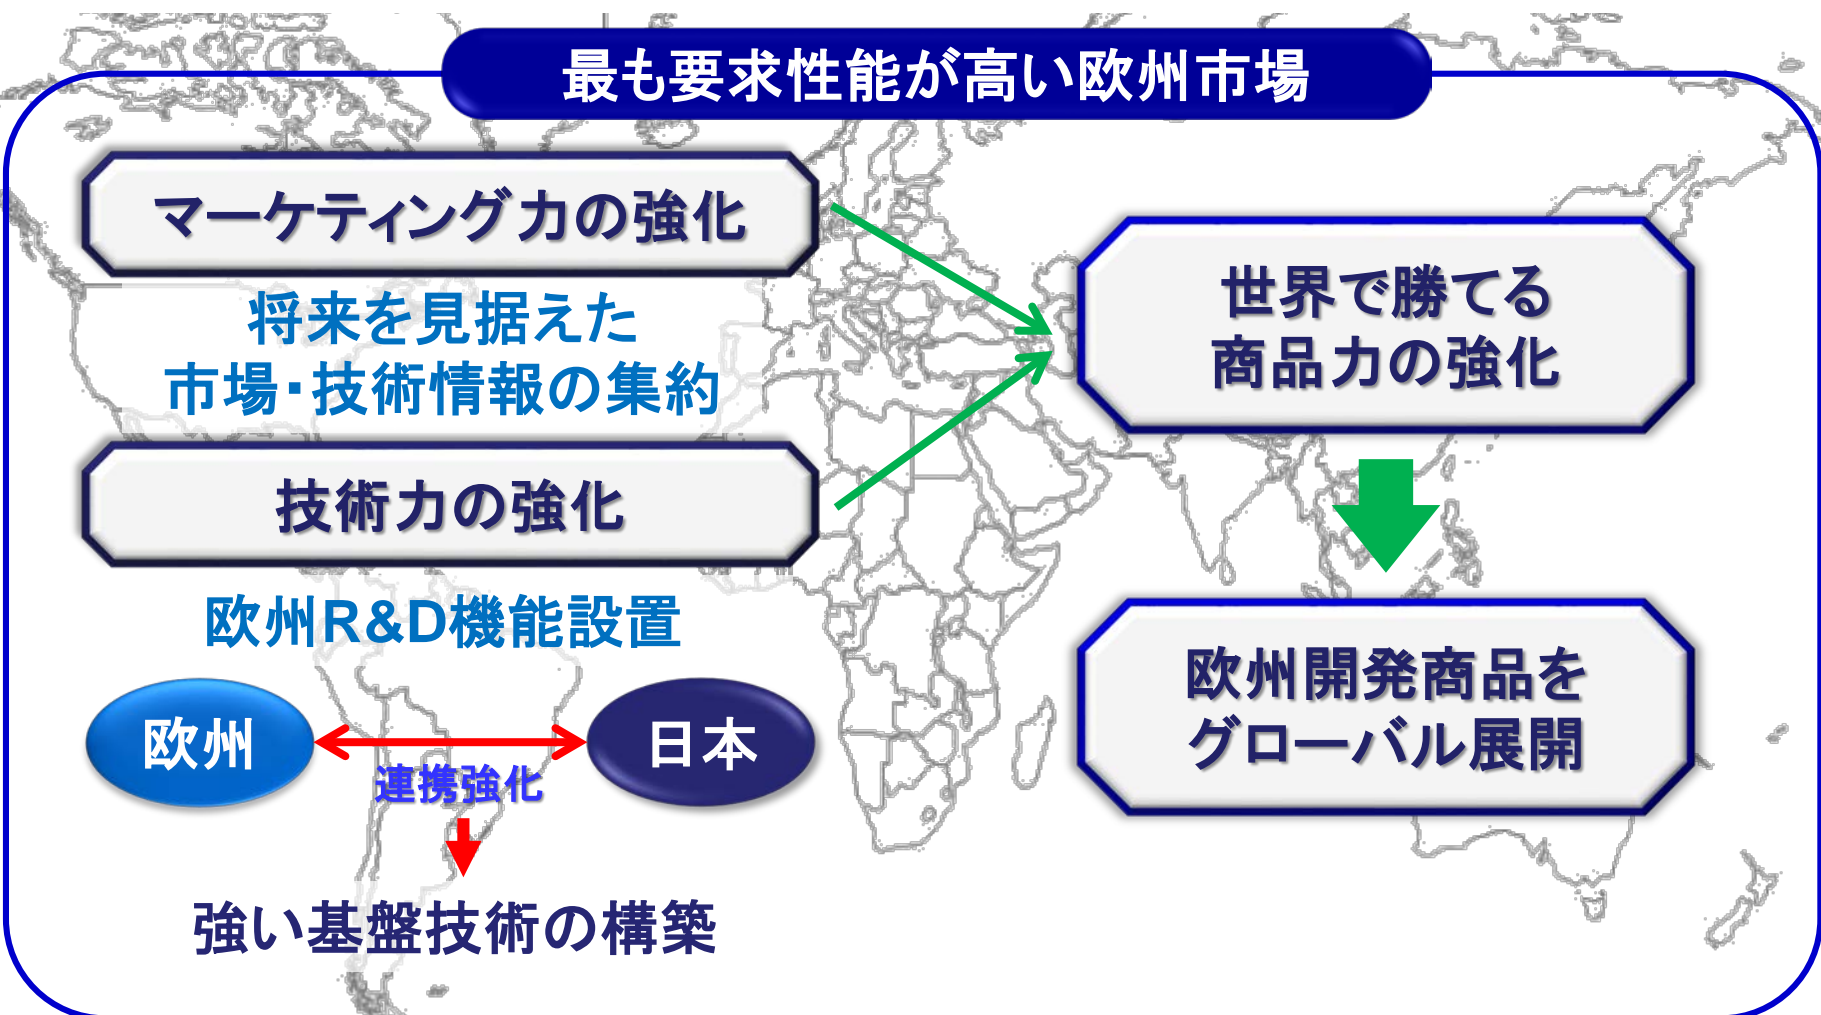 最も要求性能が高い欧州市場
マーケティング力の強化
将来を見据えた
市場・技術情報の集約
技術力の強化
欧州R&D機能設置
欧州
日本
連携強化
強い基盤技術の構築
世界で勝てる
商品力の強化
欧州開発商品を
グローバル展開